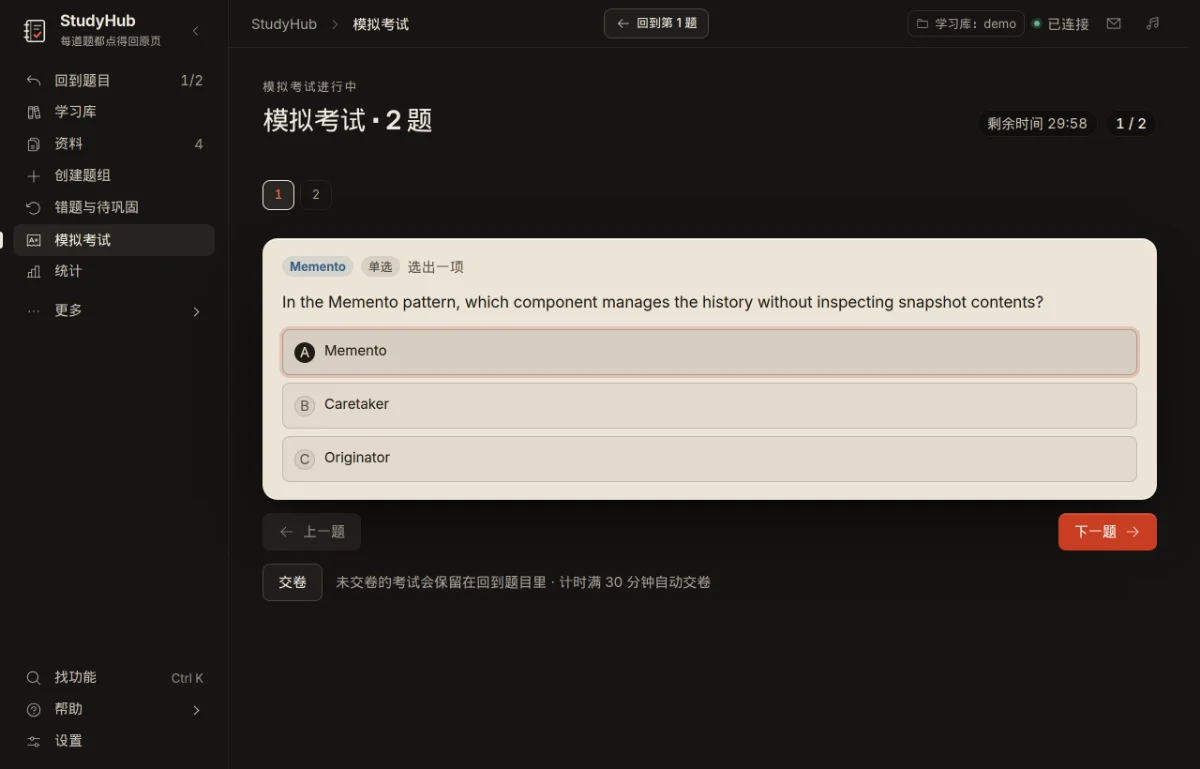 StudyHub
每道题都点得回原页
回到题目 1/2
学习库
资料 4
创建题组
错题与待巩固
模拟考试
统计
更多
找功能 Ctrl K
帮助
设置
StudyHub 模拟考试
回到第 1 题
学习库: demo
已连接
模拟考试进行中
模拟考试 · 2 题
剩余时间 29:58
1 / 2
1 2
Memento 单选 选出一项
In the Memento pattern, which component manages the history without inspecting snapshot contents?
A Memento
B Caretaker
C Originator
上一题
下一题
交卷 未交卷的考试会保留在回到题目里 · 计时满 30 分钟自动交卷